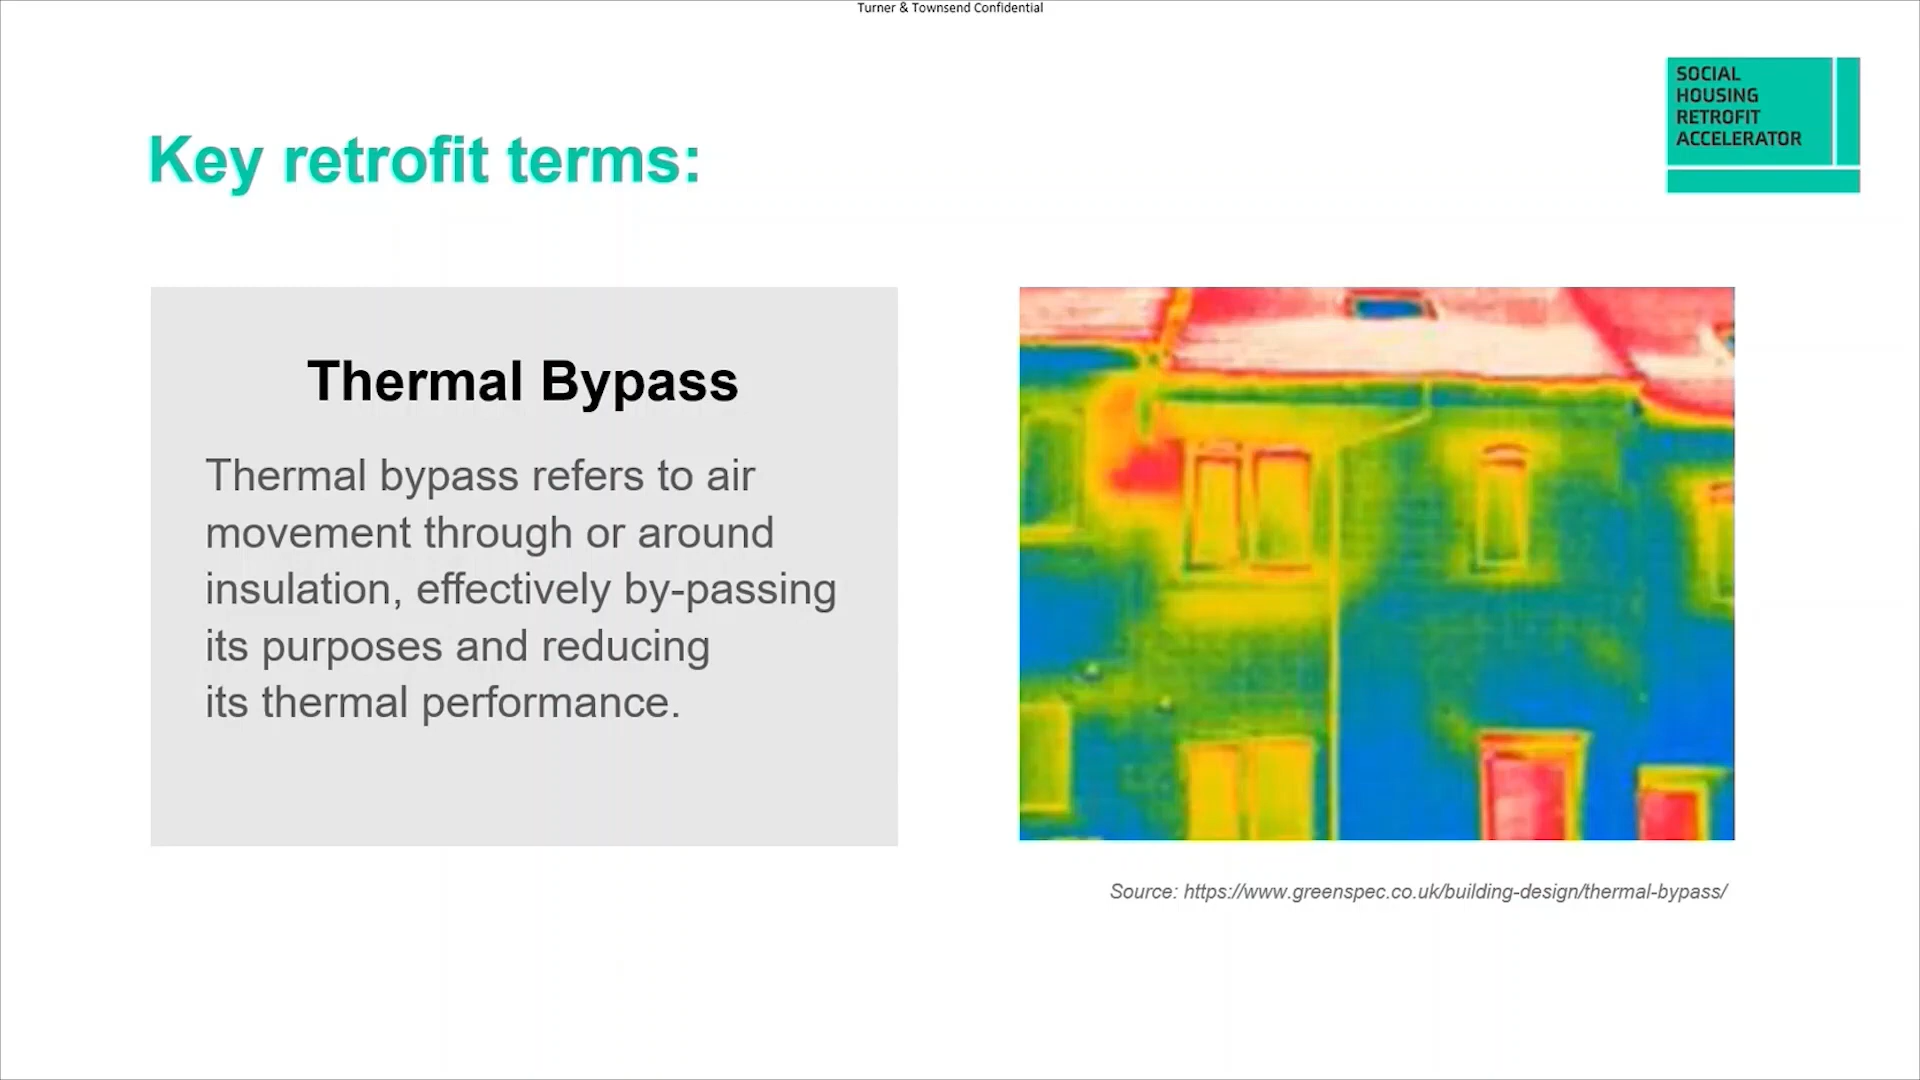 Turner & Townsend Confidential
SOCIAL
HOUSING
RETROFIT
ACCELERATOR
Key retrofit terms:
Thermal Bypass
Thermal bypass refers to air
movement through or around
insulation, effectively by-passing
its purposes and reducing
its thermal performance.
Source: https://www.greenspec.co.uk/building-design/thermal-bypass/